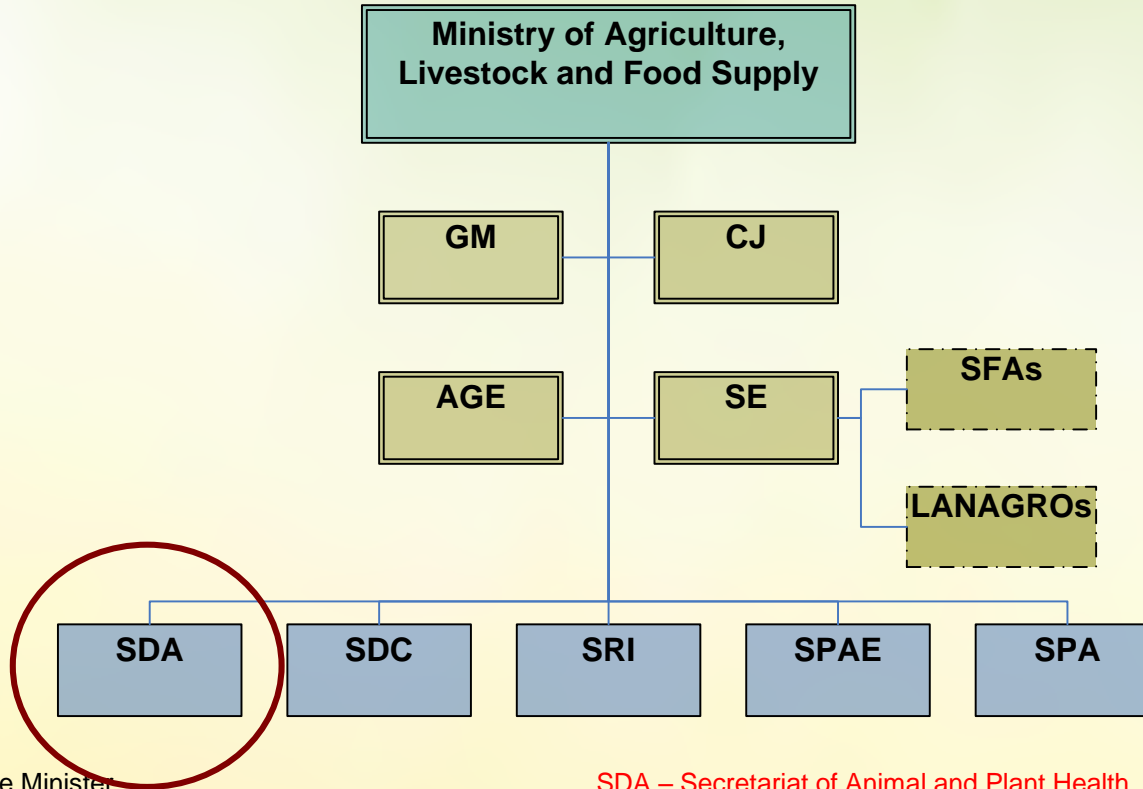 Ministry of Agriculture,
Livestock and Food Supply
GM
CJ
AGE
SE
SFAs
LANAGROs
SDA
SDC
SRI
SPAE
SPA
e Minister
SDA – Secretariat of Animal and Plant Health